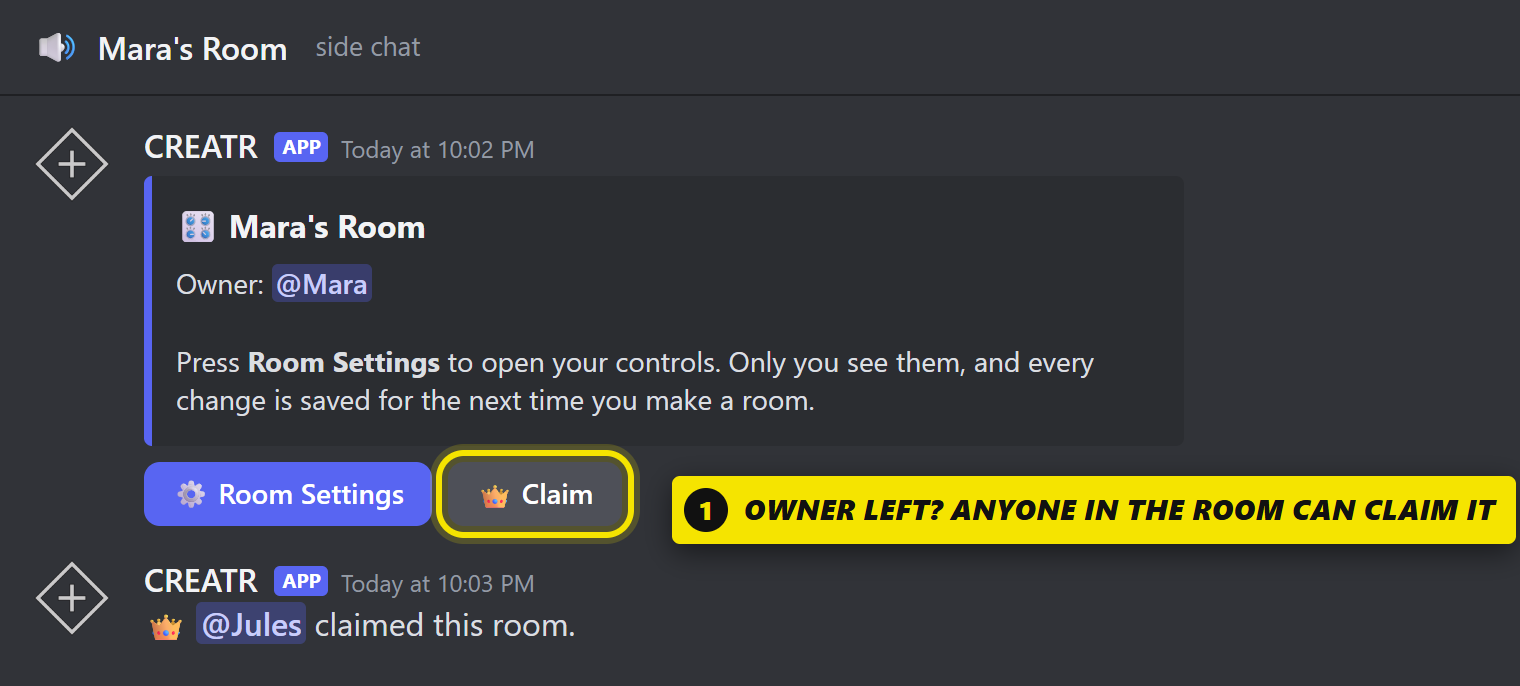 Mara's Room side chat
CREATR APP Today at 10:02 PM
Mara's Room
Owner: @Mara
Press Room Settings to open your controls. Only you see them, and every
change is saved for the next time you make a room.
Room Settings Claim
1 OWNER LEFT? ANYONE IN THE ROOM CAN CLAIM IT
CREATR APP Today at 10:03 PM
@Jules claimed this room.